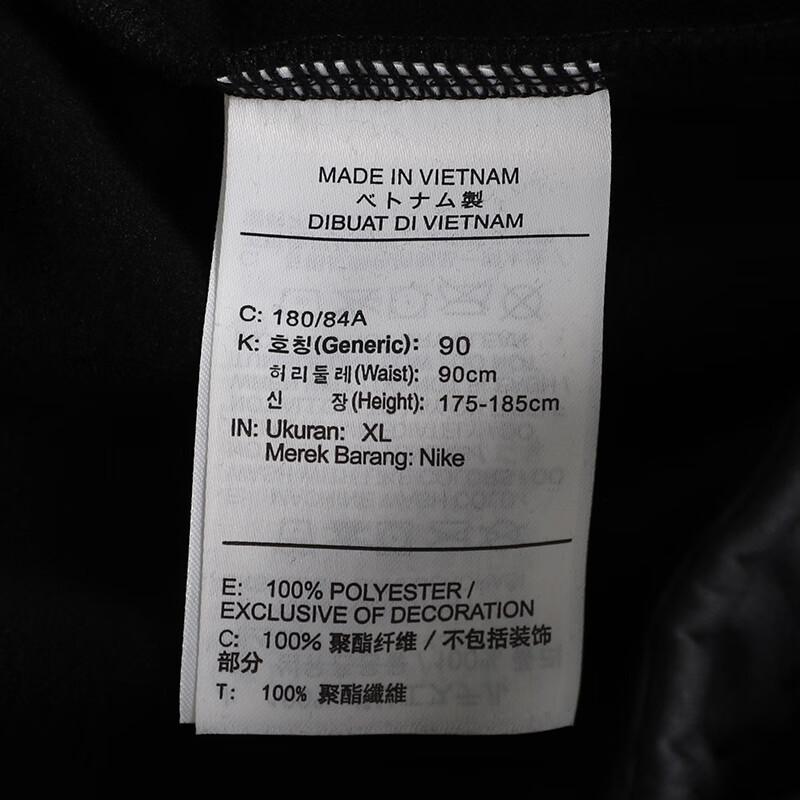 MADE IN VIETNAM
ベトナム製
DIBUAT DI VIETNAM
C: 180/84A
K: 호칭(Generic): 90
허리둘레(Waist): 90cm
신 장(Height): 175-185cm
IN: Ukuran: XL
Merek Barang: Nike
E: 100% POLYESTER /
EXCLUSIVE OF DECORATION
C: 100% 聚酯纤维 / 不包括装饰
部分
T: 100% 聚酯纖維